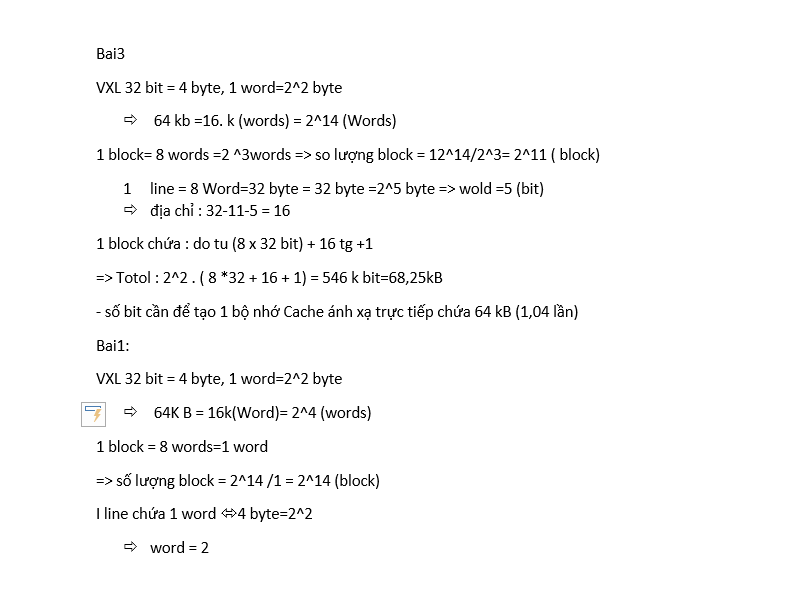 Bai3
VXL 32 bit = 4 byte, 1 word=2^2 byte
⇨ 64 kb =16. k (words) = 2^14 (Words)
1 block= 8 words =2 ^3words => so lượng block = 12^14/2^3= 2^11 ( block)
1 line = 8 Word=32 byte = 32 byte =2^5 byte => wold =5 (bit)
⇨ địa chỉ : 32-11-5 = 16
1 block chứa : do tu (8 x 32 bit) + 16 tg +1
=> Totol : 2^2 . ( 8 *32 + 16 + 1) = 546 k bit=68,25kB
- số bit cần để tạo 1 bộ nhớ Cache ánh xạ trực tiếp chứa 64 kB (1,04 lần)
Bai1:
VXL 32 bit = 4 byte, 1 word=2^2 byte
⇨ 64K B = 16k(Word)= 2^4 (words)
1 block = 8 words=1 word
=> số lượng block = 2^14 /1 = 2^14 (block)
I line chứa 1 word ⇔4 byte=2^2
⇨ word = 2